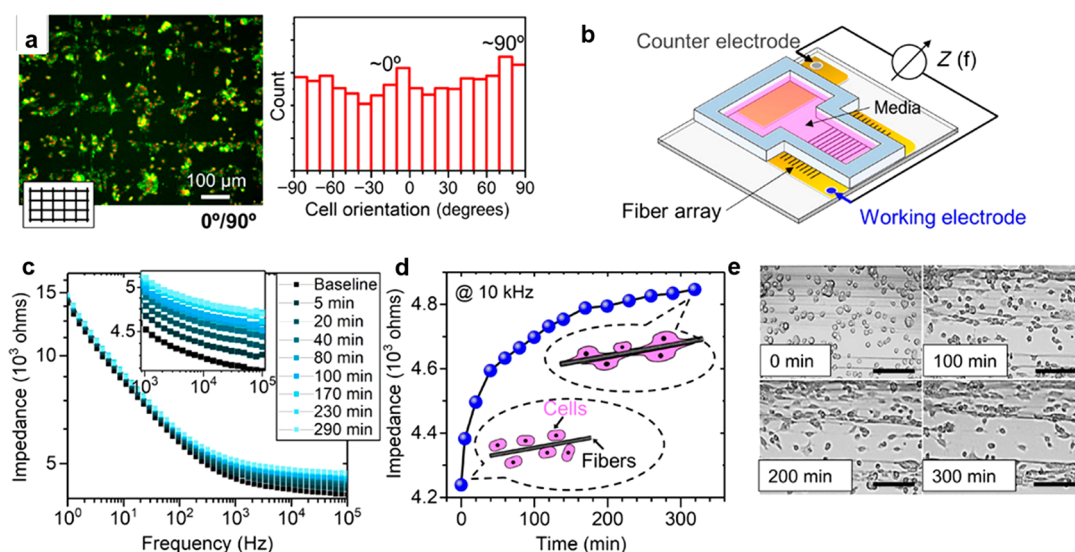 a
100 µm
0º/90º
Count
~0º
~90º
−90 −60 −30 0 30 60 90
Cell orientation (degrees)
b
Counter electrode
Z (f)
Media
Fiber array
Working electrode
c
Impedance (10³ ohms)
15
10
5
10⁰ 10¹ 10² 10³ 10⁴ 10⁵
Frequency (Hz)
5
4.5
10³ 10⁴ 10⁵
Baseline
5 min
20 min
40 min
80 min
100 min
170 min
230 min
290 min
d
@ 10 kHz
Impedance (10³ ohms)
4.8
4.6
4.4
4.2
0 100 200 300
Time (min)
Cells
Fibers
e
0 min
100 min
200 min
300 min